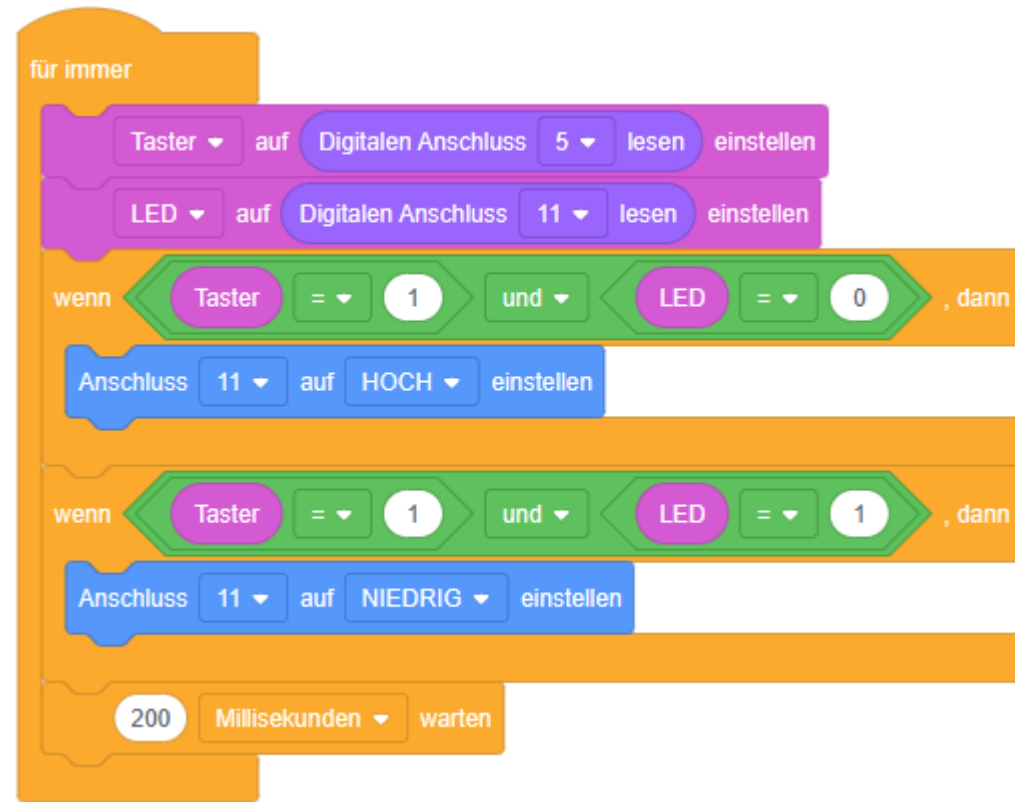 für immer
Taster auf Digitalen Anschluss 5 lesen einstellen
LED auf Digitalen Anschluss 11 lesen einstellen
wenn Taster = 1 und LED = 0 , dann
Anschluss 11 auf HOCH einstellen
wenn Taster = 1 und LED = 1 , dann
Anschluss 11 auf NIEDRIG einstellen
200 Millisekunden warten